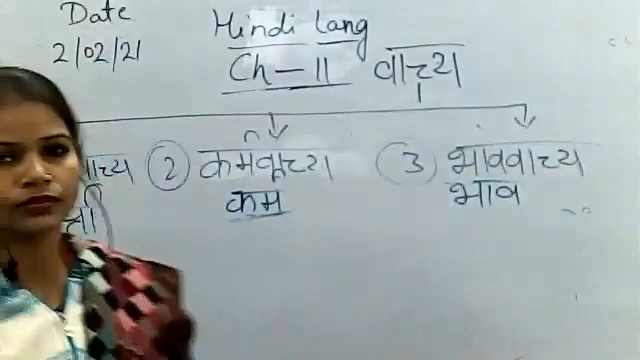 Date
2/02/21
Hindi Lang
Ch - 11 वाच्य
वाच्य (2) कर्मवाच्य (3) भाववाच्य
कर्म भाव